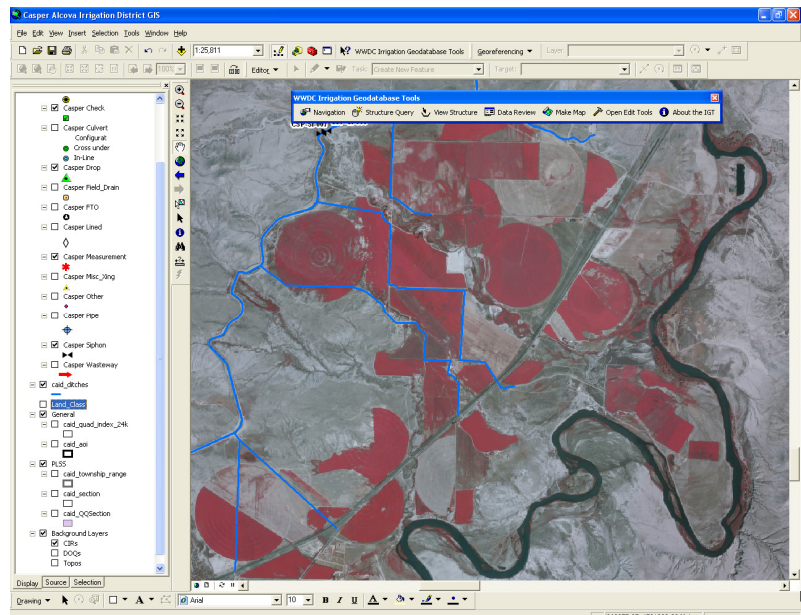 Casper Alcova Irrigation District GIS
File Edit View Insert Selection Tools Window Help
1:25,811 WWDC Irrigation Geodatabase Tools Georeferencing Layer:
100% Editor Task: Create New Feature Target:
WWDC Irrigation Geodatabase Tools
Navigation Structure Query View Structure Data Review Make Map Open Edit Tools About the IGT
Casper Check
Casper Culvert
Configurat
Cross under
In-Line
Casper Drop
Casper Field_Drain
Casper FTO
Casper Lined
Casper Measurement
Casper Misc_Xing
Casper Other
Casper Pipe
Casper Siphon
Casper Wasteway
caid_ditches
Land_Class
General
caid_quad_index_24k
caid_aoi
PLSS
caid_township_range
caid_section
caid_QQSection
Background Layers
CIRs
DOQs
Topos
Display Source Selection
Drawing A Arial 10 B I U A